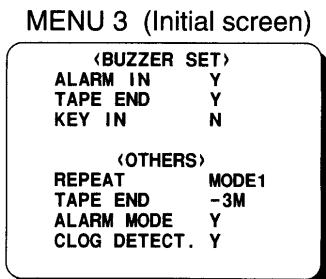 MENU 3 (Initial screen)
<BUZZER SET>
ALARM IN Y
TAPE END Y
KEY IN N
<OTHERS>
REPEAT MODE1
TAPE END -3M
ALARM MODE Y
CLOG DETECT. Y